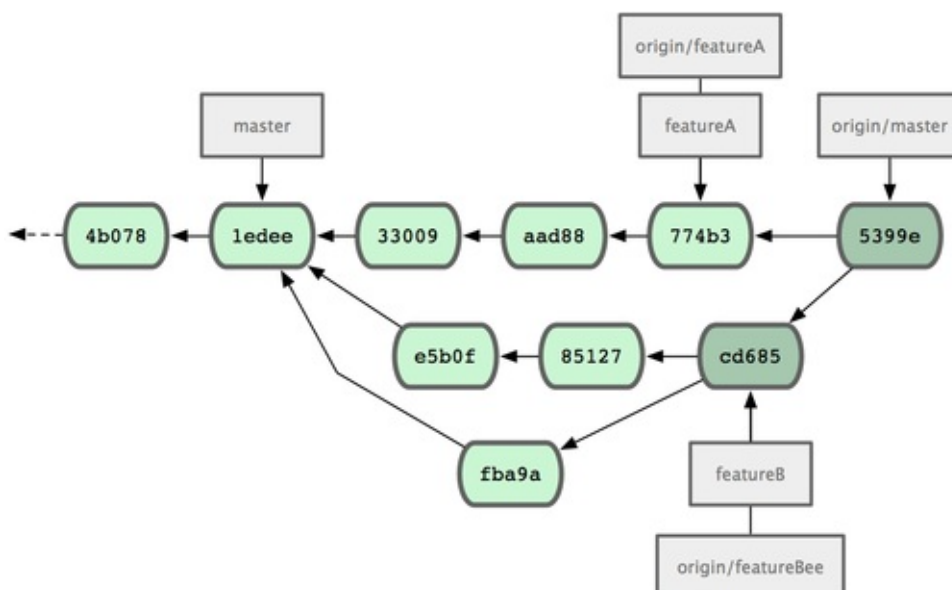 origin/featureA
master
featureA
origin/master
4b078
1edee
33009
aad88
774b3
5399e
e5b0f
85127
cd685
fba9a
featureB
origin/featureBee